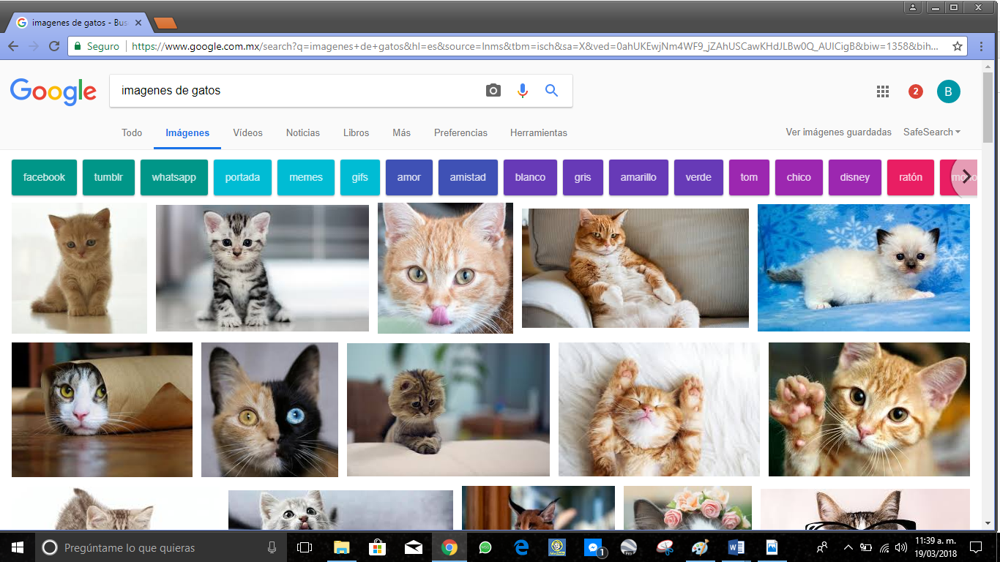 imagenes de gatos - Bus
Seguro https://www.google.com.mx/search?q=imagenes+de+gatos&hl=es&source=lnms&tbm=isch&sa=X&ved=0ahUKEwjNm4WF9_jZAhUSCawKHdJLBw0Q_AUICigB&biw=1358&bih...
Google imagenes de gatos 2 B
Todo Imágenes Vídeos Noticias Libros Más Preferencias Herramientas Ver imágenes guardadas SafeSearch
facebook tumblr whatsapp portada memes gifs amor amistad blanco gris amarillo verde tom chico disney ratón
Pregúntame lo que quieras 1 11:39 a. m.
19/03/2018